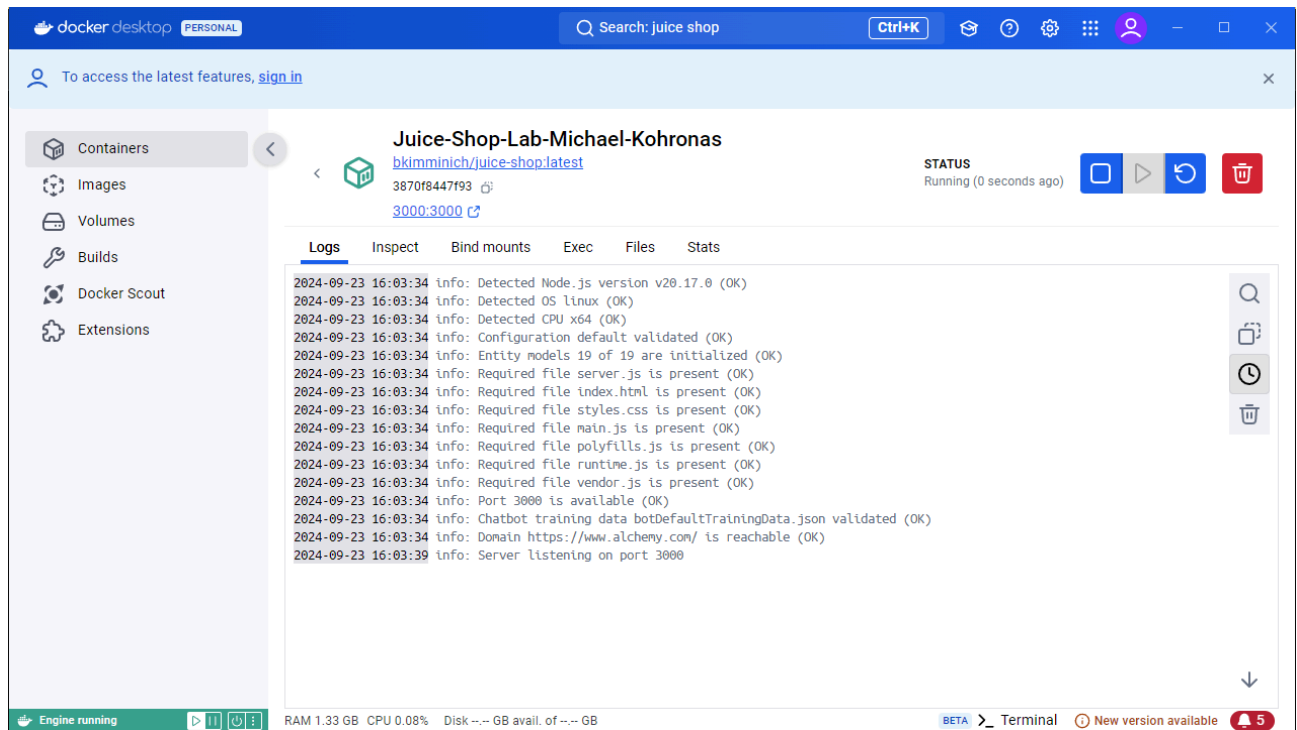 docker desktop PERSONAL
Search: juice shop Ctrl+K
To access the latest features, sign in
Containers
Images
Volumes
Builds
Docker Scout
Extensions
Juice-Shop-Lab-Michael-Kohronas
bkimminich/juice-shop:latest
3870f8447f93
3000:3000
STATUS
Running (0 seconds ago)
Logs Inspect Bind mounts Exec Files Stats
2024-09-23 16:03:34 info: Detected Node.js version v20.17.0 (OK)
2024-09-23 16:03:34 info: Detected OS linux (OK)
2024-09-23 16:03:34 info: Detected CPU x64 (OK)
2024-09-23 16:03:34 info: Configuration default validated (OK)
2024-09-23 16:03:34 info: Entity models 19 of 19 are initialized (OK)
2024-09-23 16:03:34 info: Required file server.js is present (OK)
2024-09-23 16:03:34 info: Required file index.html is present (OK)
2024-09-23 16:03:34 info: Required file styles.css is present (OK)
2024-09-23 16:03:34 info: Required file main.js is present (OK)
2024-09-23 16:03:34 info: Required file polyfills.js is present (OK)
2024-09-23 16:03:34 info: Required file runtime.js is present (OK)
2024-09-23 16:03:34 info: Required file vendor.js is present (OK)
2024-09-23 16:03:34 info: Port 3000 is available (OK)
2024-09-23 16:03:34 info: Chatbot training data botDefaultTrainingData.json validated (OK)
2024-09-23 16:03:34 info: Domain https://www.alchemy.com/ is reachable (OK)
2024-09-23 16:03:39 info: Server listening on port 3000
Engine running RAM 1.33 GB CPU 0.08% Disk --.-- GB avail. of --.-- GB BETA >_ Terminal New version available 5